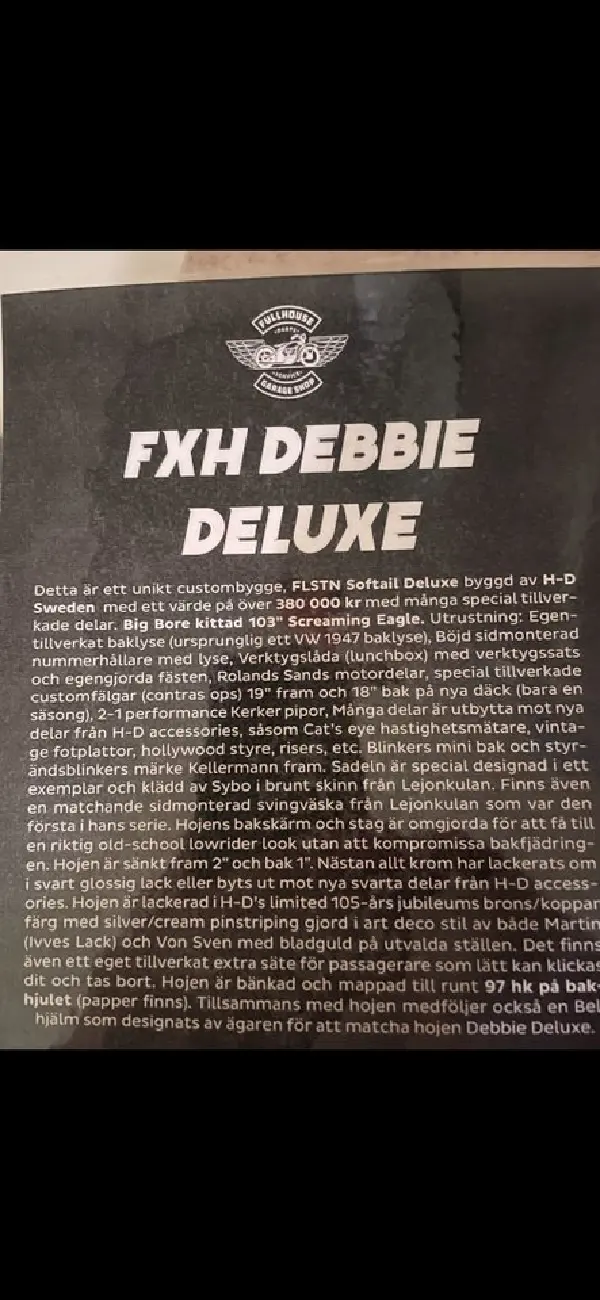 FULLHOUSE
GARAGE SHOP
FXH DEBBIE
DELUXE
Detta är ett unikt custombygge, FLSTN Softail Deluxe byggd av H-D
Sweden med ett värde på över 380 000 kr med många special tillver-
kade delar. Big Bore kittad 103" Screaming Eagle. Utrustning: Egen-
tillverkat baklyse (ursprunglig ett VW 1947 baklyse), Böjd sidmonterad
nummerhållare med lyse, Verktygslåda (lunchbox) med verktygssats
och egengjorda fästen, Rolands Sands motordelar, special tillverkade
customfälgar (contras ops) 19" fram och 18" bak på nya däck (bara en
säsong), 2-1 performance Kerker pipor, Många delar är utbytta mot nya
delar från H-D accessories, såsom Cat's eye hastighetsmätare, vinta-
ge fotplattor, hollywood styre, risers, etc. Blinkers mini bak och styr-
ändsblinkers märke Kellermann fram. Sadeln är special designad i ett
exemplar och klädd av Sybo i brunt skinn från Lejonkulan. Finns även
en matchande sidmonterad svingväska från Lejonkulan som var den
första i hans serie. Hojens bakskärm och stag är omgjorda för att få till
en riktig old-school lowrider look utan att kompromissa bakfjädring-
en. Hojen är sänkt fram 2" och bak 1". Nästan allt krom har lackerats om
i svart glossig lack eller byts ut mot nya svarta delar från H-D access-
ories. Hojen är lackerad i H-D's limited 105-års jubileums brons/koppar
färg med silver/cream pinstriping gjord i art deco stil av både Martin
(Ivves Lack) och Von Sven med bladguld på utvalda ställen. Det finns
även ett eget tillverkat extra säte för passagerare som lätt kan klickas
dit och tas bort. Hojen är bänkad och mappad till runt 97 hk på bak-
hjulet (papper finns). Tillsammans med hojen medföljer också en Bel
hjälm som designats av ägaren för att matcha hojen Debbie Deluxe.